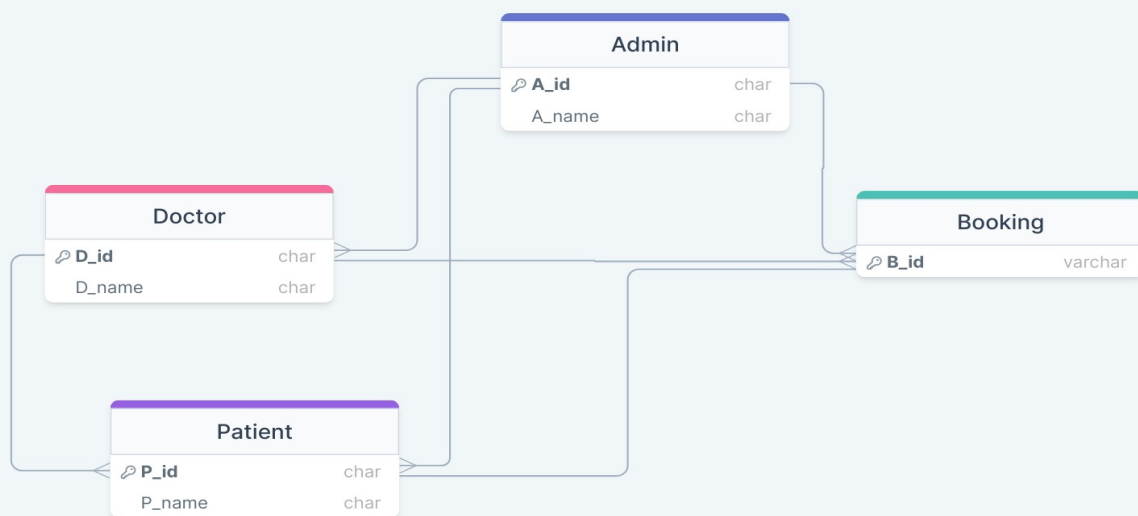 Admin
A_id char
A_name char
Doctor
D_id char
D_name char
Booking
B_id varchar
Patient
P_id char
P_name char